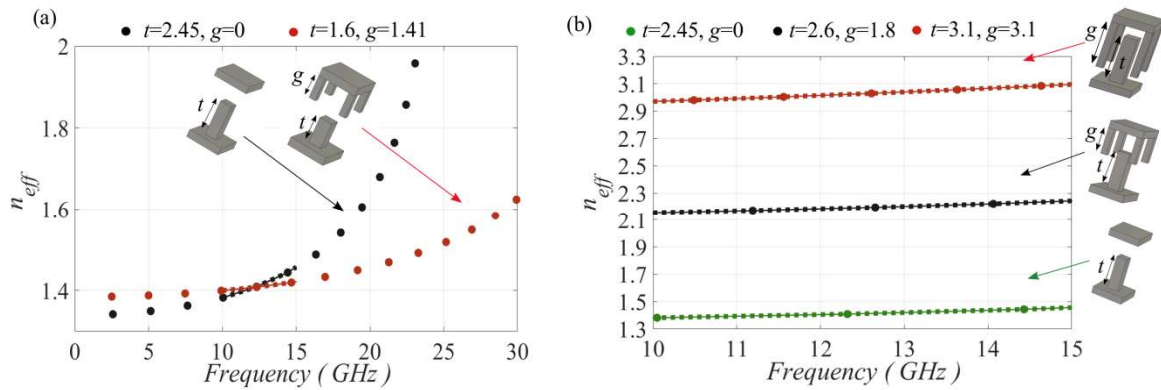 (a)
t=2.45, g=0
t=1.6, g=1.41
2
1.8
1.6
1.4
n_eff
0
5
10
15
20
25
30
Frequency ( GHz )
t
g
t
(b)
t=2.45, g=0
t=2.6, g=1.8
t=3.1, g=3.1
3.3
3.1
2.9
2.7
2.5
2.3
2.1
1.9
1.7
1.5
1.3
n_eff
10
11
12
13
14
15
Frequency ( GHz )
g
t
g
t
t